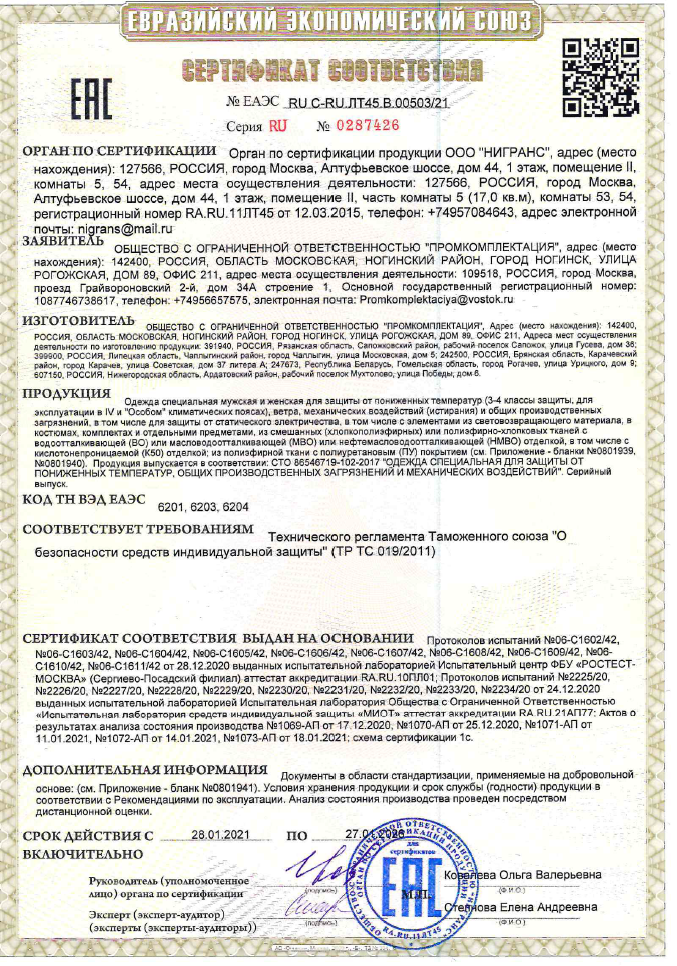 ЕВРАЗИЙСКИЙ ЭКОНОМИЧЕСКИЙ СОЮЗ
СЕРТИФИКАТ СООТВЕТСТВИЯ
ЕАС
№ ЕАЭС RU С-RU.ЛТ45.В.00503/21
Серия RU № 0287426
ОРГАН ПО СЕРТИФИКАЦИИ Орган по сертификации продукции ООО "НИГРАНС", адрес (место
нахождения): 127566, РОССИЯ, город Москва, Алтуфьевское шоссе, дом 44, 1 этаж, помещение II,
комнаты 5, 54, адрес места осуществления деятельности: 127566, РОССИЯ, город Москва,
Алтуфьевское шоссе, дом 44, 1 этаж, помещение II, часть комнаты 5 (17,0 кв.м), комнаты 53, 54,
регистрационный номер RA.RU.11ЛТ45 от 12.03.2015, телефон: +74957084643, адрес электронной
почты: nigrans@mail.ru
ЗАЯВИТЕЛЬ ОБЩЕСТВО С ОГРАНИЧЕННОЙ ОТВЕТСТВЕННОСТЬЮ "ПРОМКОМПЛЕКТАЦИЯ", адрес (место
нахождения): 142400, РОССИЯ, ОБЛАСТЬ МОСКОВСКАЯ, НОГИНСКИЙ РАЙОН, ГОРОД НОГИНСК, УЛИЦА
РОГОЖСКАЯ, ДОМ 89, ОФИС 211, адрес места осуществления деятельности: 109518, РОССИЯ, город Москва,
проезд Грайвороновский 2-й, дом 34А строение 1, Основной государственный регистрационный номер:
1087746738617, телефон: +74956657575, электронная почта: Promkomplektaciya@vostok.ru
ИЗГОТОВИТЕЛЬ ОБЩЕСТВО С ОГРАНИЧЕННОЙ ОТВЕТСТВЕННОСТЬЮ "ПРОМКОМПЛЕКТАЦИЯ", Адрес (место нахождения): 142400,
РОССИЯ, ОБЛАСТЬ МОСКОВСКАЯ, НОГИНСКИЙ РАЙОН, ГОРОД НОГИНСК, УЛИЦА РОГОЖСКАЯ, ДОМ 89, ОФИС 211, Адреса места осуществления
деятельности по изготовлению продукции: 391940, РОССИЯ, Рязанская область, Сапожковский район, рабочий поселок Сапожок, улица Гусева, дом 36;
399900, РОССИЯ, Липецкая область, Чаплыгинский район, город Чаплыгин, улица Московская, дом 5; 242500, РОССИЯ, Брянская область, Карачевский
район, город Карачев, улица Советская, дом 37 литера А; 247673, Республика Беларусь, Гомельская область, город Рогачев, улица Урицкого, дом 9;
607150, РОССИЯ, Нижегородская область, Ардатовский район, рабочий поселок Мухтолово, улица Победы, дом 6.
ПРОДУКЦИЯ
Одежда специальная мужская и женская для защиты от пониженных температур (3-4 классы защиты, для
эксплуатации в IV и "Особом" климатических поясах), ветра, механических воздействий (истирания) и общих производственных
загрязнений, в том числе для защиты от статического электричества, в том числе с элементами из световозвращающего материала, в
костюмах, комплектах и отдельными предметами, из смешанных (хлопкополиэфирных) или полиэфирно-хлопковых тканей с
водоотталкивающей (ВО) или масловодоотталкивающей (МВО) или нефтемасловодоотталкивающей (НМВО) отделкой, в том числе с
кислотонепроницаемой (К50) отделкой; из полиэфирной ткани с полиуретановым (ПУ) покрытием (см. Приложение - бланки №0801939,
№0801940). Продукция выпускается в соответствии: СТО 86546719-102-2017 "ОДЕЖДА СПЕЦИАЛЬНАЯ ДЛЯ ЗАЩИТЫ ОТ
ПОНИЖЕННЫХ ТЕМПЕРАТУР, ОБЩИХ ПРОИЗВОДСТВЕННЫХ ЗАГРЯЗНЕНИЙ И МЕХАНИЧЕСКИХ ВОЗДЕЙСТВИЙ". Серийный
выпуск.
КОД ТН ВЭД ЕАЭС 6201, 6203, 6204
СООТВЕТСТВУЕТ ТРЕБОВАНИЯМ Технического регламента Таможенного союза "О
безопасности средств индивидуальной защиты" (ТР ТС 019/2011)
СЕРТИФИКАТ СООТВЕТСТВИЯ ВЫДАН НА ОСНОВАНИИ Протоколов испытаний №06-С1602/42,
№06-С1603/42, №06-С1604/42, №06-С1605/42, №06-С1606/42, №06-С1607/42, №06-С1608/42, №06-С1609/42, №06-
С1610/42, №06-С1611/42 от 28.12.2020 выданных испытательной лабораторией Испытательный центр ФБУ «РОСТЕСТ-
МОСКВА» (Сергиево-Посадский филиал) аттестат аккредитации RA.RU.10ПЛ01; Протоколов испытаний №2225/20,
№2226/20, №2227/20, №2228/20, №2229/20, №2230/20, №2231/20, №2232/20, №2233/20, №2234/20 от 24.12.2020
выданных испытательной лабораторией Испытательная лаборатория Общества с Ограниченной Ответственностью
«Испытательная лаборатория средств индивидуальной защиты «МИОТ» аттестат аккредитации RA.RU.21АП77; Актов о
результатах анализа состояния производства №1069-АП от 17.12.2020, №1070-АП от 25.12.2020, №1071-АП от
11.01.2021, №1072-АП от 14.01.2021, №1073-АП от 18.01.2021; схема сертификации 1с.
ДОПОЛНИТЕЛЬНАЯ ИНФОРМАЦИЯ Документы в области стандартизации, применяемые на добровольной
основе: (см. Приложение - бланк №0801941). Условия хранения продукции и срок службы (годности) продукции в
соответствии с Рекомендациями по эксплуатации. Анализ состояния производства проведен посредством
дистанционной оценки.
СРОК ДЕЙСТВИЯ С 28.01.2021 ПО 27.01.2026
ВКЛЮЧИТЕЛЬНО
Руководитель (уполномоченное
лицо) органа по сертификации
(подпись)
Ковалева Ольга Валерьевна
(Ф.И.О.)
М.П.
Эксперт (эксперт-аудитор)
(эксперты (эксперты-аудиторы))
(подпись)
Степнова Елена Андреевна
(Ф.И.О.)
для
сертификатов
ЕАС
RA.RU.11ЛТ45